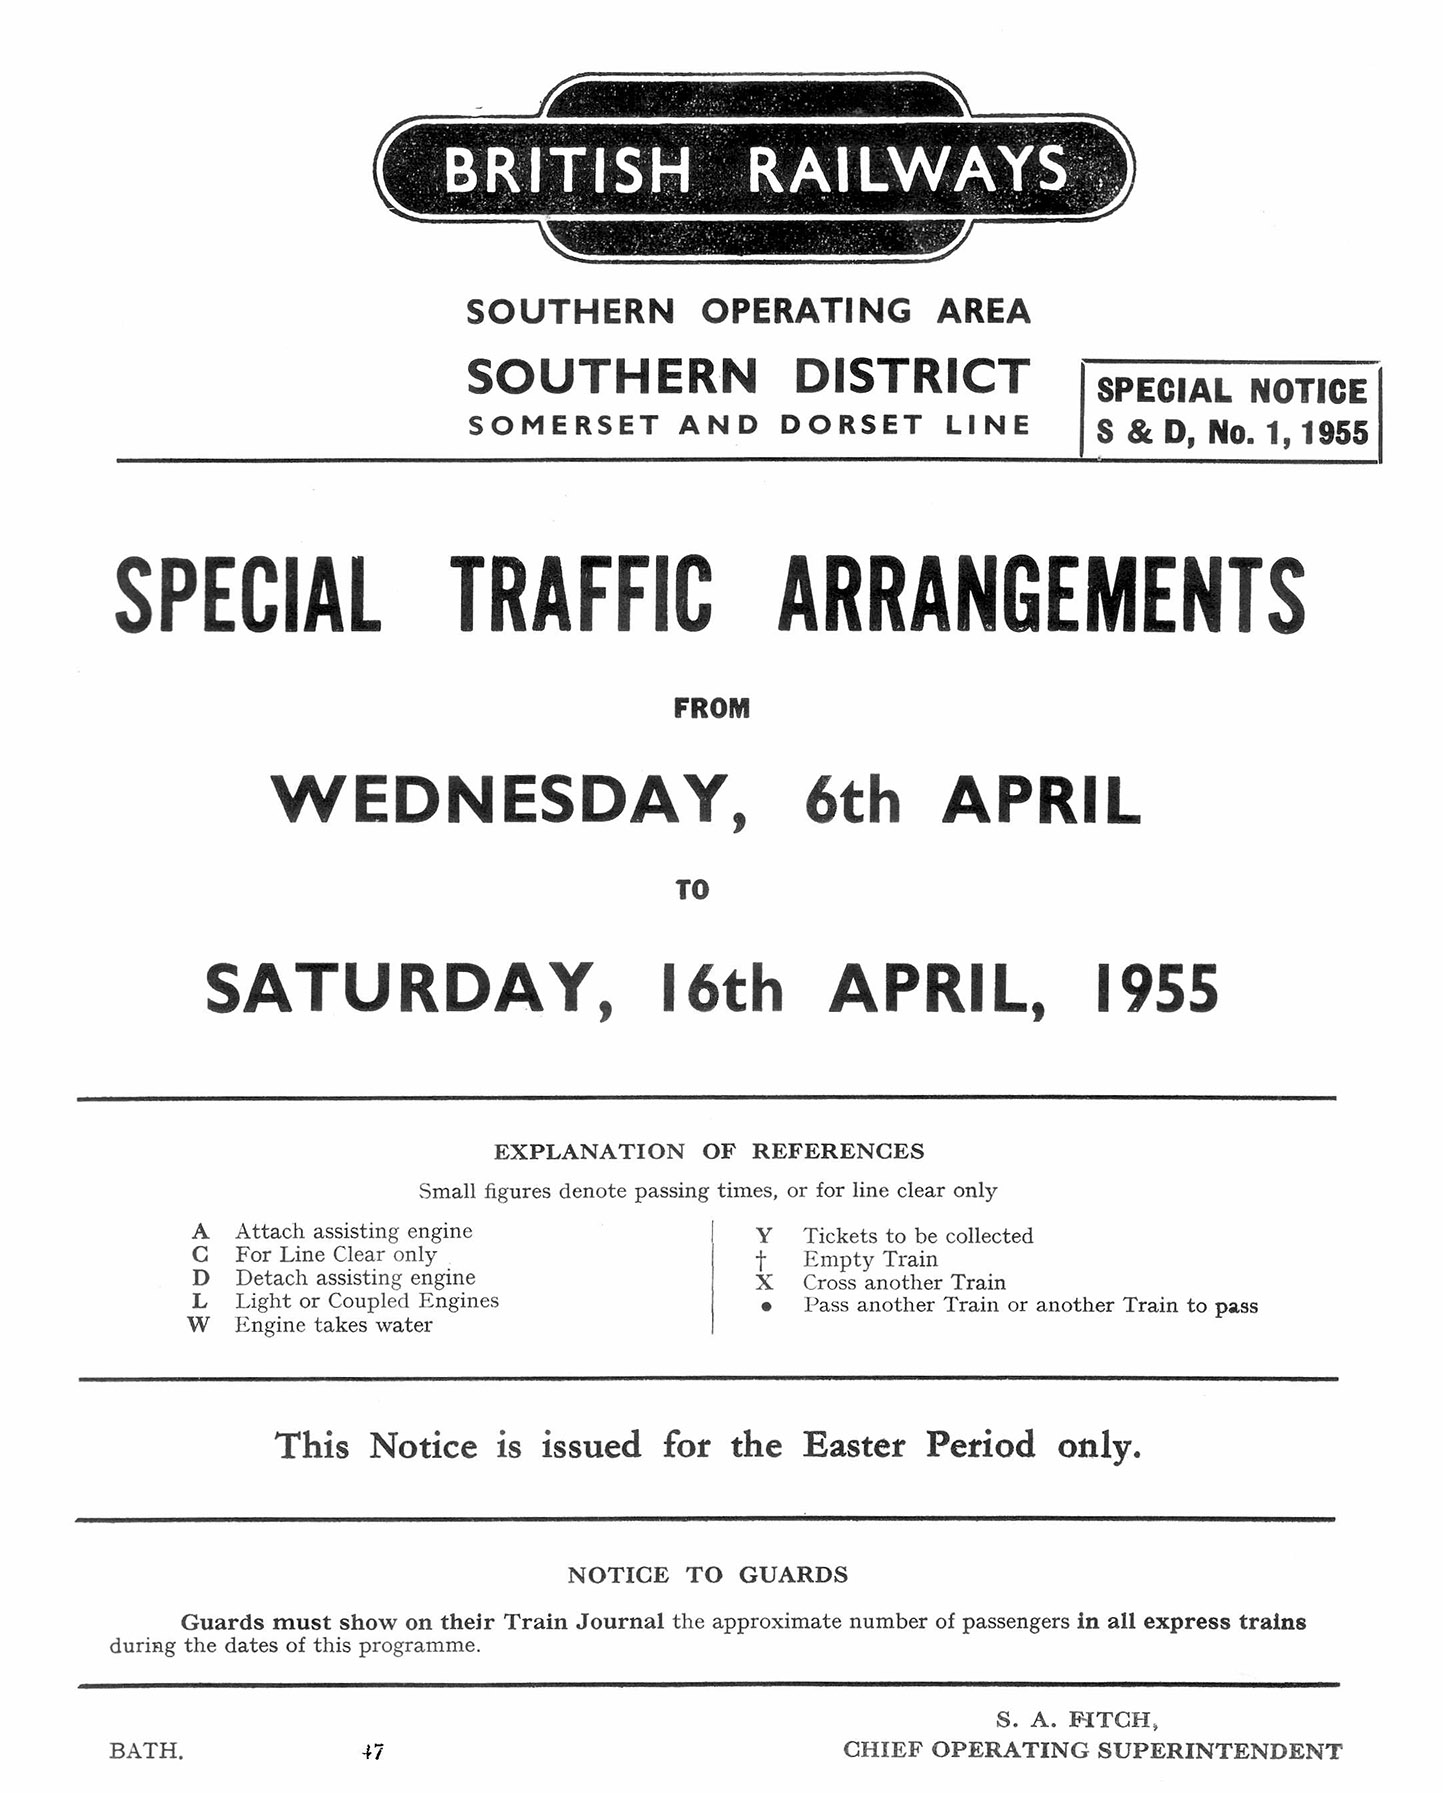 BRITISH RAILWAYS
SOUTHERN OPERATING AREA
SOUTHERN DISTRICT
SOMERSET AND DORSET LINE
SPECIAL NOTICE
S & D, No. 1, 1955
SPECIAL TRAFFIC ARRANGEMENTS
FROM
WEDNESDAY, 6th APRIL
TO
SATURDAY, 16th APRIL, 1955
EXPLANATION OF REFERENCES
Small figures denote passing times, or for line clear only
A Attach assisting engine
C For Line Clear only
D Detach assisting engine
L Light or Coupled Engines
W Engine takes water
Y Tickets to be collected
† Empty Train
X Cross another Train
● Pass another Train or another Train to pass
This Notice is issued for the Easter Period only.
NOTICE TO GUARDS
Guards must show on their Train Journal the approximate number of passengers in all express trains
during the dates of this programme.
S. A. FITCH,
BATH. 47 CHIEF OPERATING SUPERINTENDENT